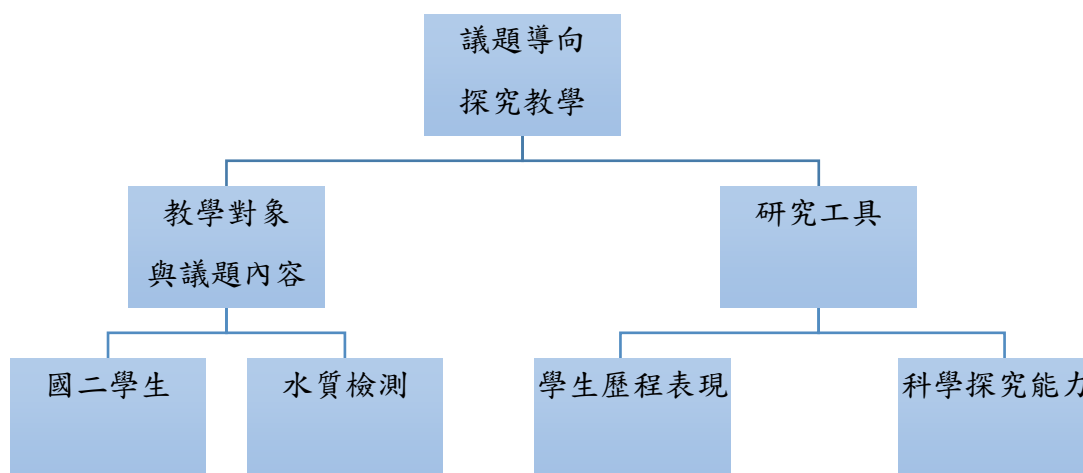 議題導向
探究教學
教學對象
與議題內容
研究工具
國二學生
水質檢測
學生歷程表現
科學探究能力